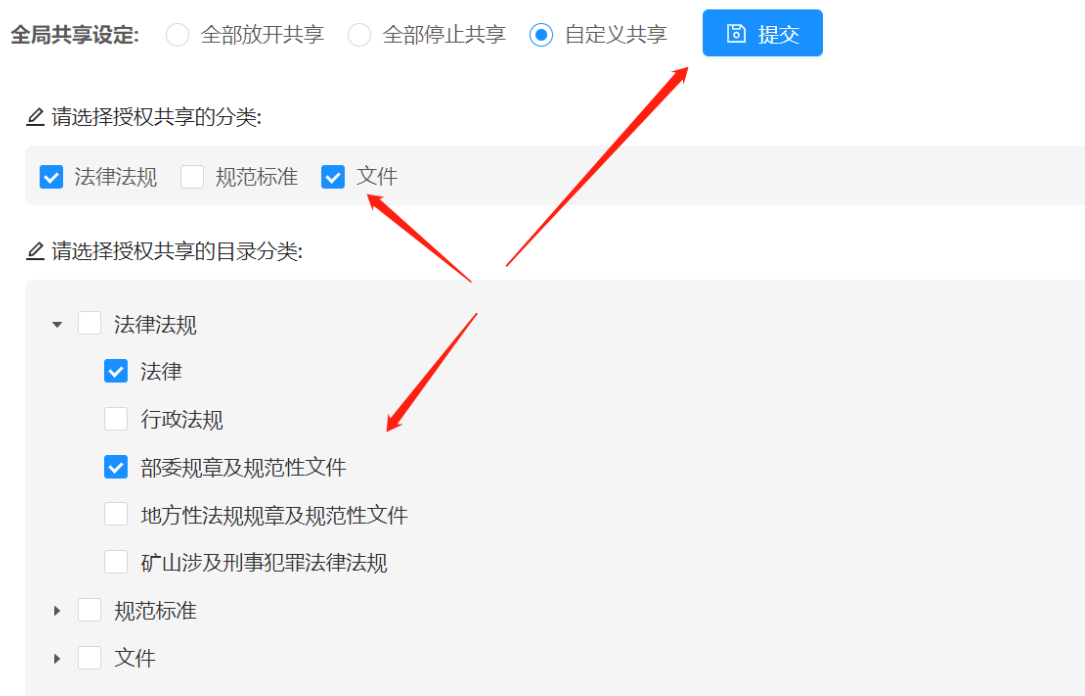 全局共享设定: 全部放开共享 全部停止共享 自定义共享 提交
请选择授权共享的分类:
法律法规 规范标准 文件
请选择授权共享的目录分类:
法律法规
法律
行政法规
部委规章及规范性文件
地方性法规规章及规范性文件
矿山涉及刑事犯罪法律法规
规范标准
文件